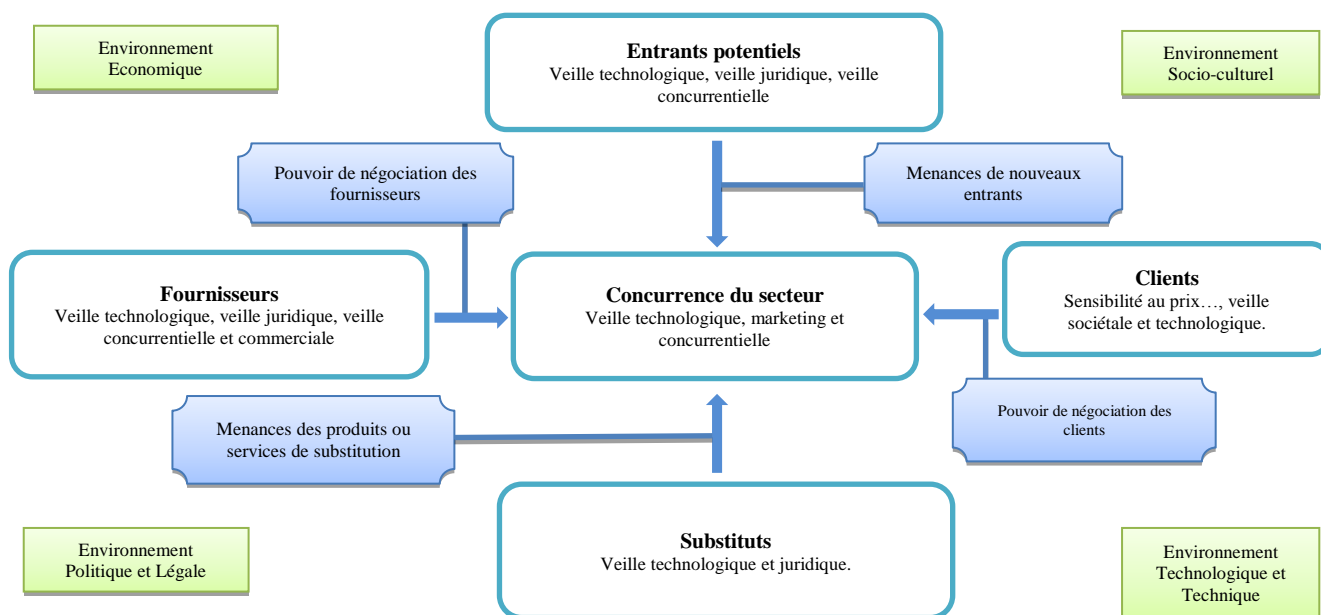 Environnement
Economique
Entrants potentiels
Veille technologique, veille juridique, veille
concurrentielle
Environnement
Socio-culturel
Pouvoir de négociation des
fournisseurs
Menances de nouveaux
entrants
Fournisseurs
Veille technologique, veille juridique, veille
concurrentielle et commerciale
Concurrence du secteur
Veille technologique, marketing et
concurrentielle
Clients
Sensibilité au prix…, veille
sociétale et technologique.
Menances des produits ou
services de substitution
Pouvoir de négociation des
clients
Environnement
Politique et Légale
Substituts
Veille technologique et juridique.
Environnement
Technologique et
Technique